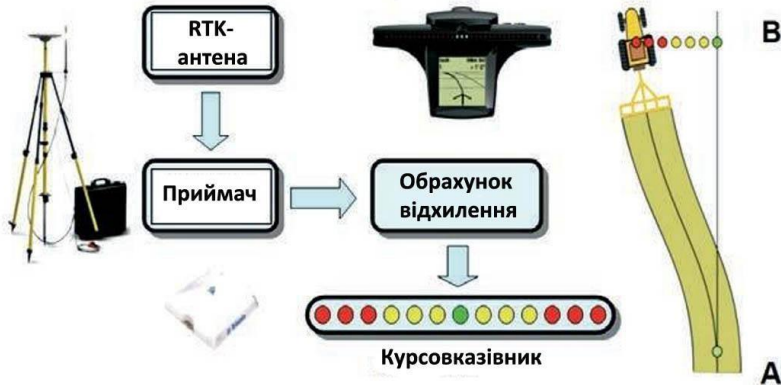 RTK-
антена
Приймач
Обрахунок
відхилення
Курсовказівник
B
A